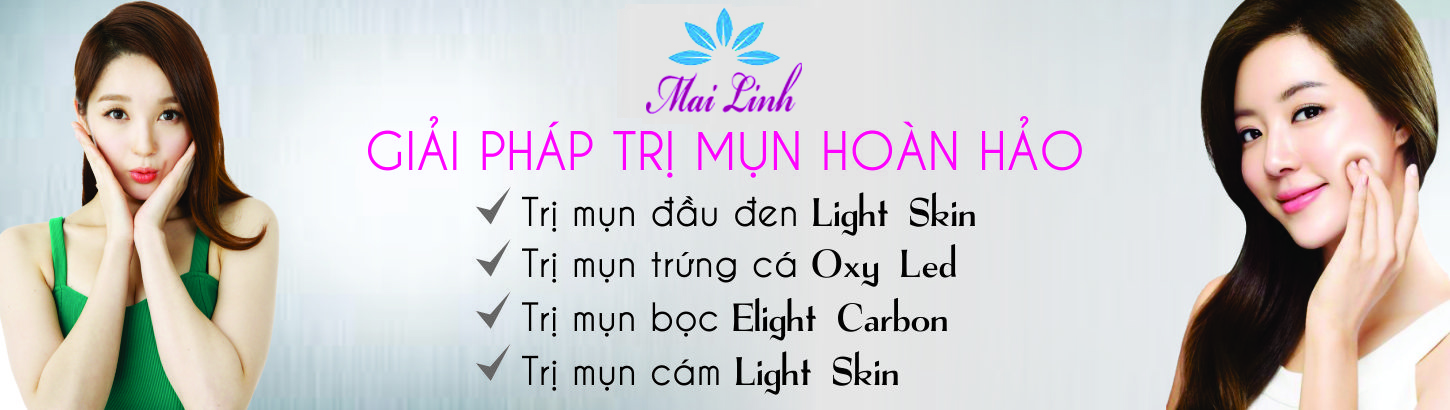 Mai Linh
GIẢI PHÁP TRỊ MỤN HOÀN HẢO
Trị mụn đầu đen Light Skin
Trị mụn trứng cá Oxy Led
Trị mụn bọc Elight Carbon
Trị mụn cám Light Skin